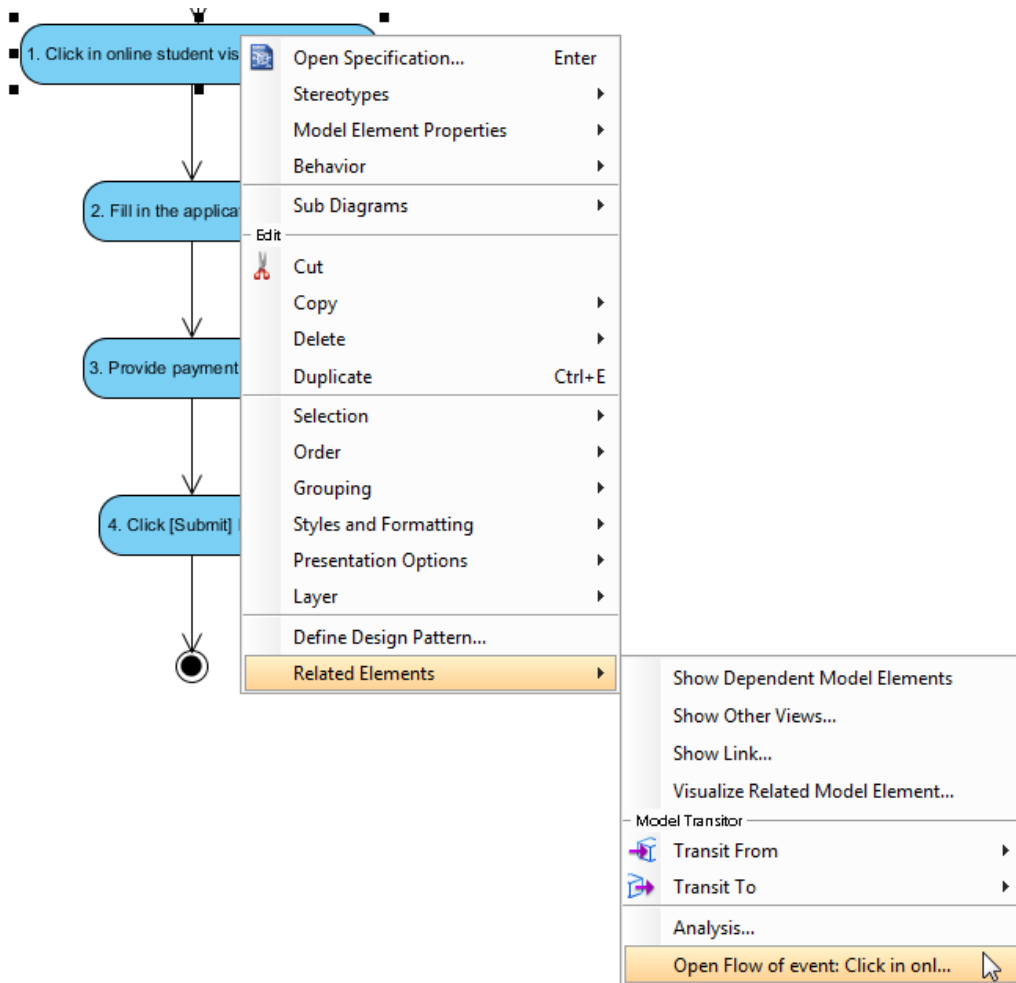 1. Click in online student vis
2. Fill in the applica
3. Provide payment
4. Click [Submit]
Open Specification... Enter
Stereotypes
Model Element Properties
Behavior
Sub Diagrams
Edit
Cut
Copy
Delete
Duplicate Ctrl+E
Selection
Order
Grouping
Styles and Formatting
Presentation Options
Layer
Define Design Pattern...
Related Elements
Show Dependent Model Elements
Show Other Views...
Show Link...
Visualize Related Model Element...
Model Transitor
Transit From
Transit To
Analysis...
Open Flow of event: Click in onl...